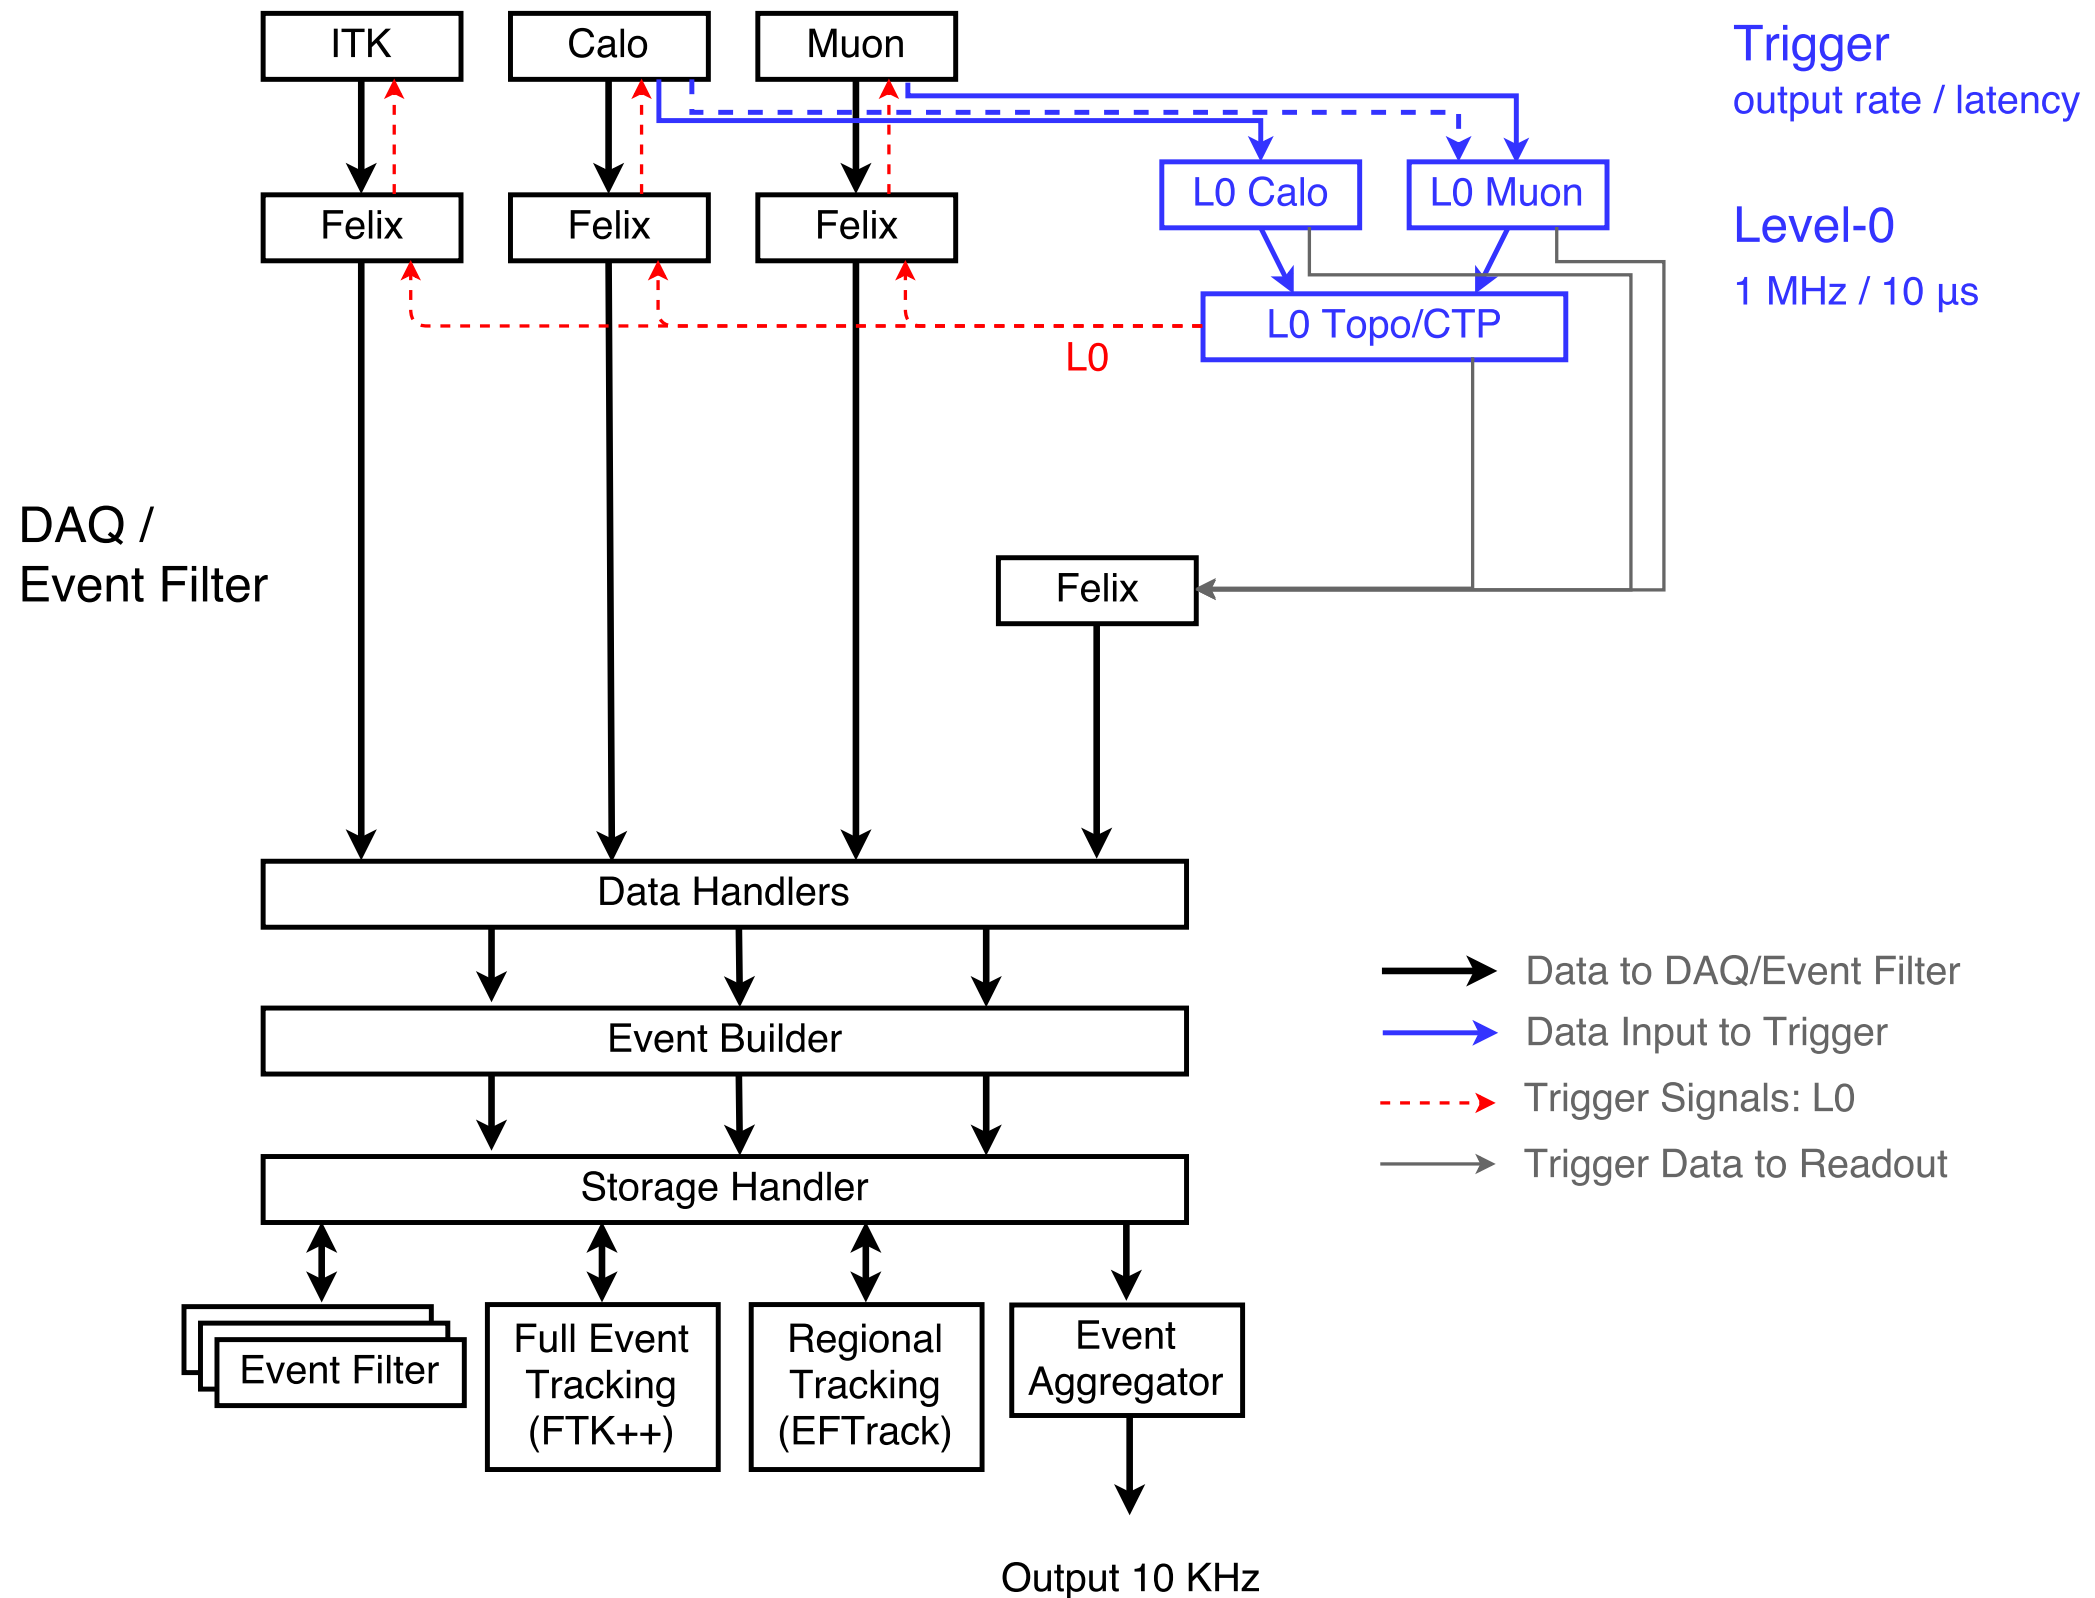 ITK
Calo
Muon
Trigger
output rate / latency
L0 Calo
L0 Muon
Felix
Felix
Felix
Level-0
1 MHz / 10 µs
L0 Topo/CTP
L0
DAQ /
Event Filter
Felix
Data Handlers
Event Builder
Storage Handler
Data to DAQ/Event Filter
Data Input to Trigger
Trigger Signals: L0
Trigger Data to Readout
Event Filter
Full Event
Tracking
(FTK++)
Regional
Tracking
(EFTrack)
Event
Aggregator
Output 10 KHz